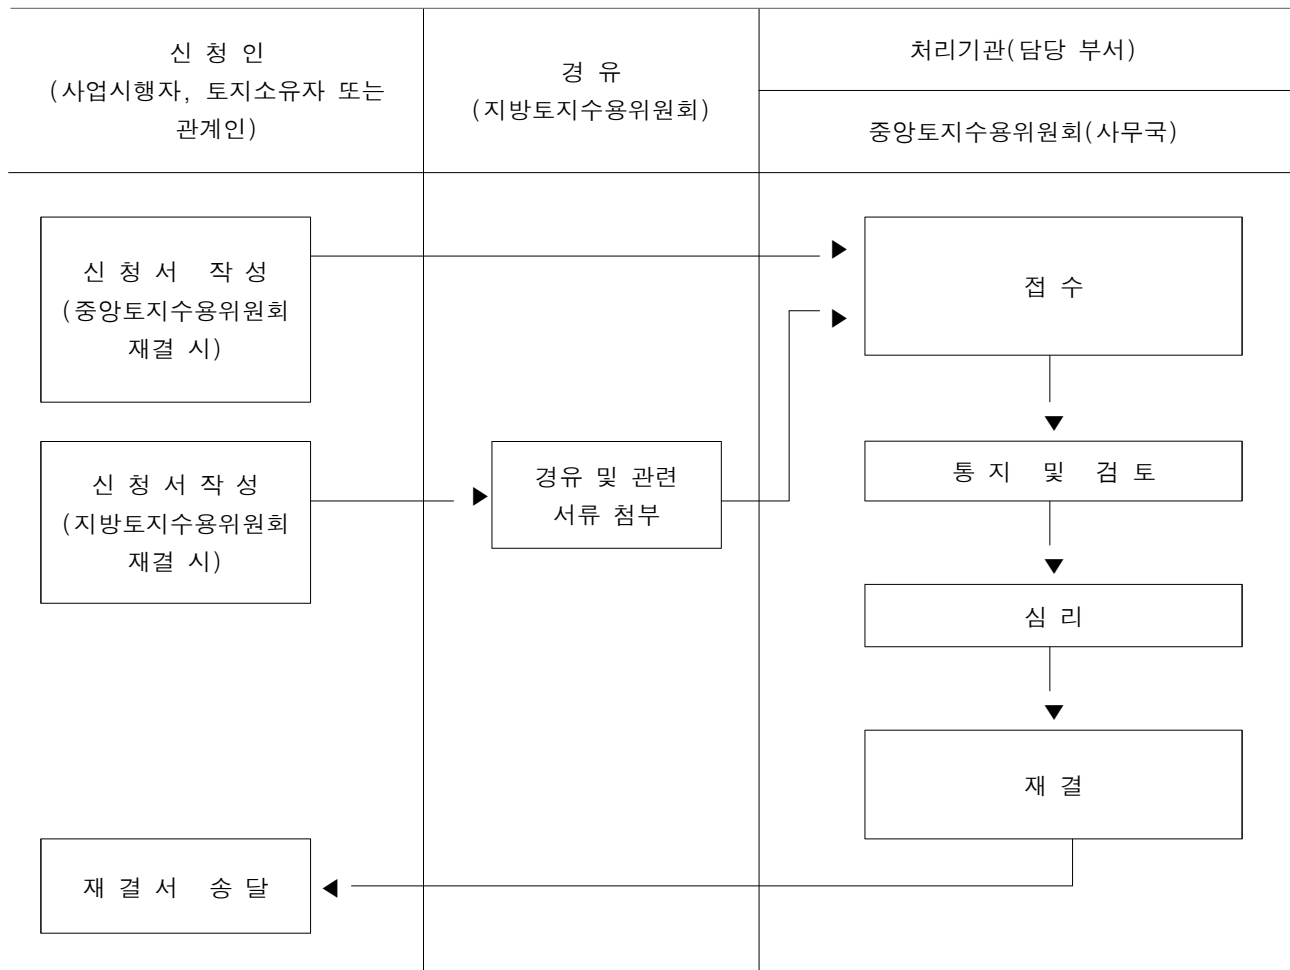 신 청 인
(사업시행자, 토지소유자 또는
관계인)
경 유
(지방토지수용위원회)
처리기관(담당 부서)
중앙토지수용위원회(사무국)
신 청 서 작 성
(중앙토지수용위원회
재결 시)
접 수
신 청 서 작 성
(지방토지수용위원회
재결 시)
경유 및 관련
서류 첨부
통 지 및 검 토
심 리
재 결
재 결 서 송 달